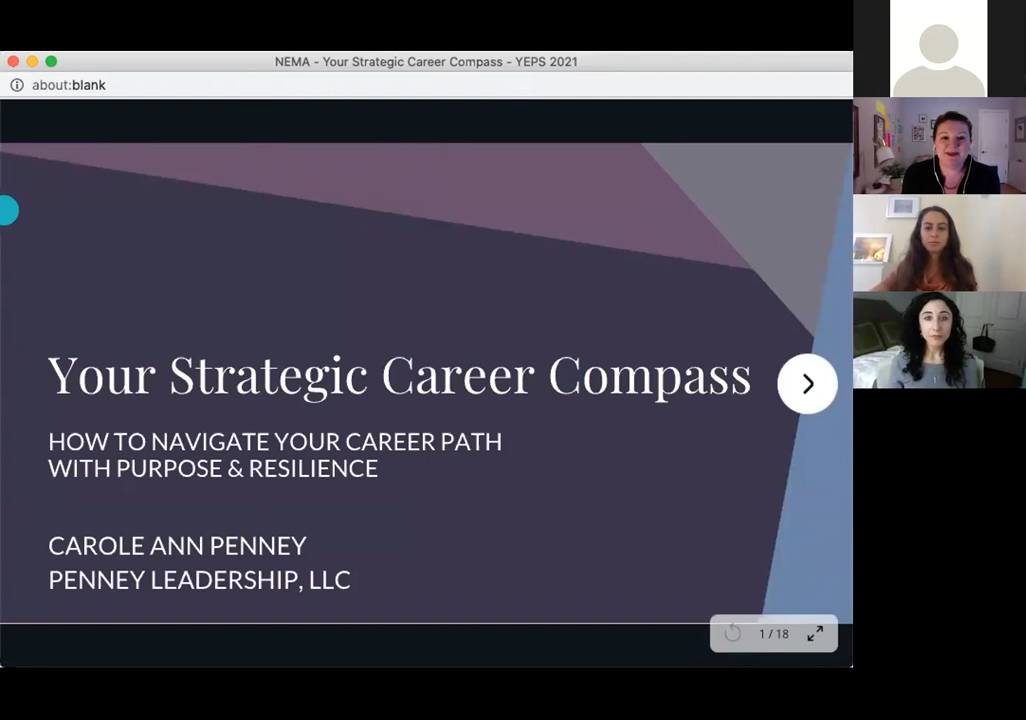 NEMA - Your Strategic Career Compass - YEPS 2021
about:blank
Your Strategic Career Compass
HOW TO NAVIGATE YOUR CAREER PATH
WITH PURPOSE & RESILIENCE
CAROLE ANN PENNEY
PENNEY LEADERSHIP, LLC
1 / 18